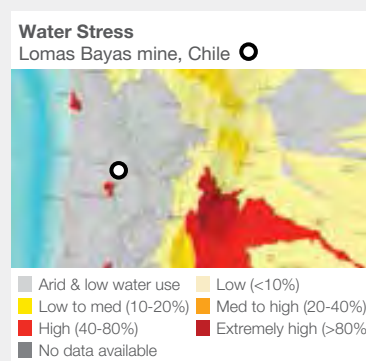 Water Stress
Lomas Bayas mine, Chile
Arid & low water use
Low (<10%)
Low to med (10-20%)
Med to high (20-40%)
High (40-80%)
Extremely high (>80%
No data available